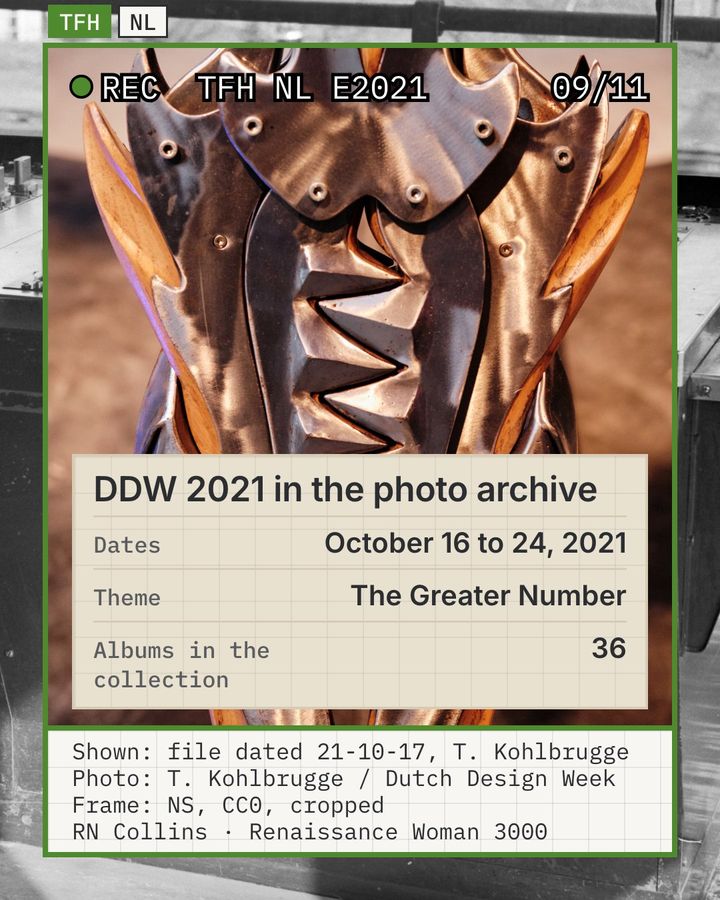 TFH NL
REC TFH NL E2021 09/11
DDW 2021 in the photo archive
Dates October 16 to 24, 2021
Theme The Greater Number
Albums in the collection 36
Shown: file dated 21-10-17, T. Kohlbrugge
Photo: T. Kohlbrugge / Dutch Design Week
Frame: NS, CC0, cropped
RN Collins · Renaissance Woman 3000